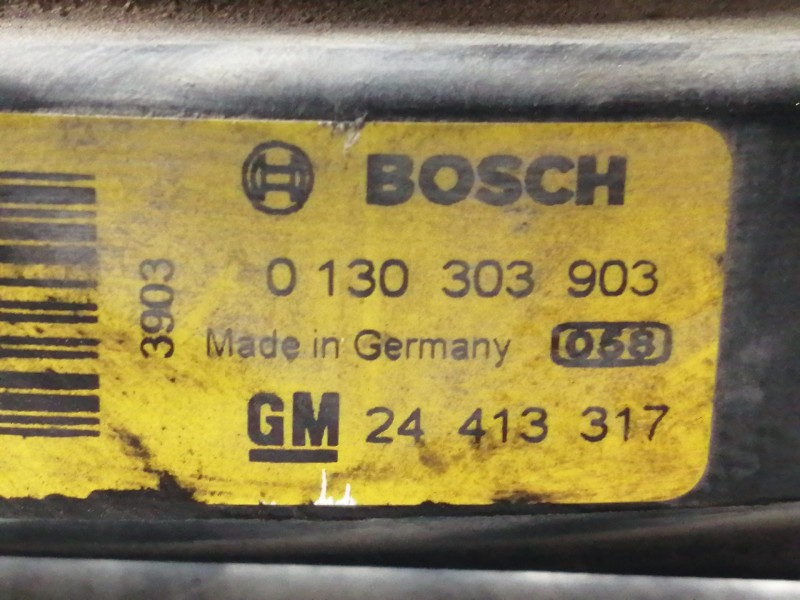 BOSCH
0 130 303 903
3903
Made in Germany 058
GM 24 413 317